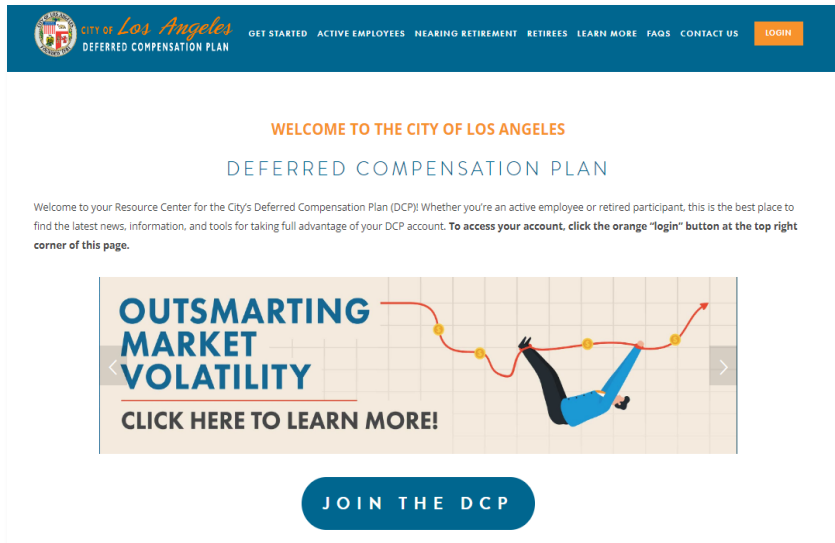 CITY OF Los Angeles
DEFERRED COMPENSATION PLAN
GET STARTED ACTIVE EMPLOYEES NEARING RETIREMENT RETIREES LEARN MORE FAQS CONTACT US LOGIN
WELCOME TO THE CITY OF LOS ANGELES
DEFERRED COMPENSATION PLAN
Welcome to your Resource Center for the City's Deferred Compensation Plan (DCP)! Whether you're an active employee or retired participant, this is the best place to
find the latest news, information, and tools for taking full advantage of your DCP account. To access your account, click the orange "login" button at the top right
corner of this page.
OUTSMARTING
MARKET
VOLATILITY
CLICK HERE TO LEARN MORE!
JOIN THE DCP